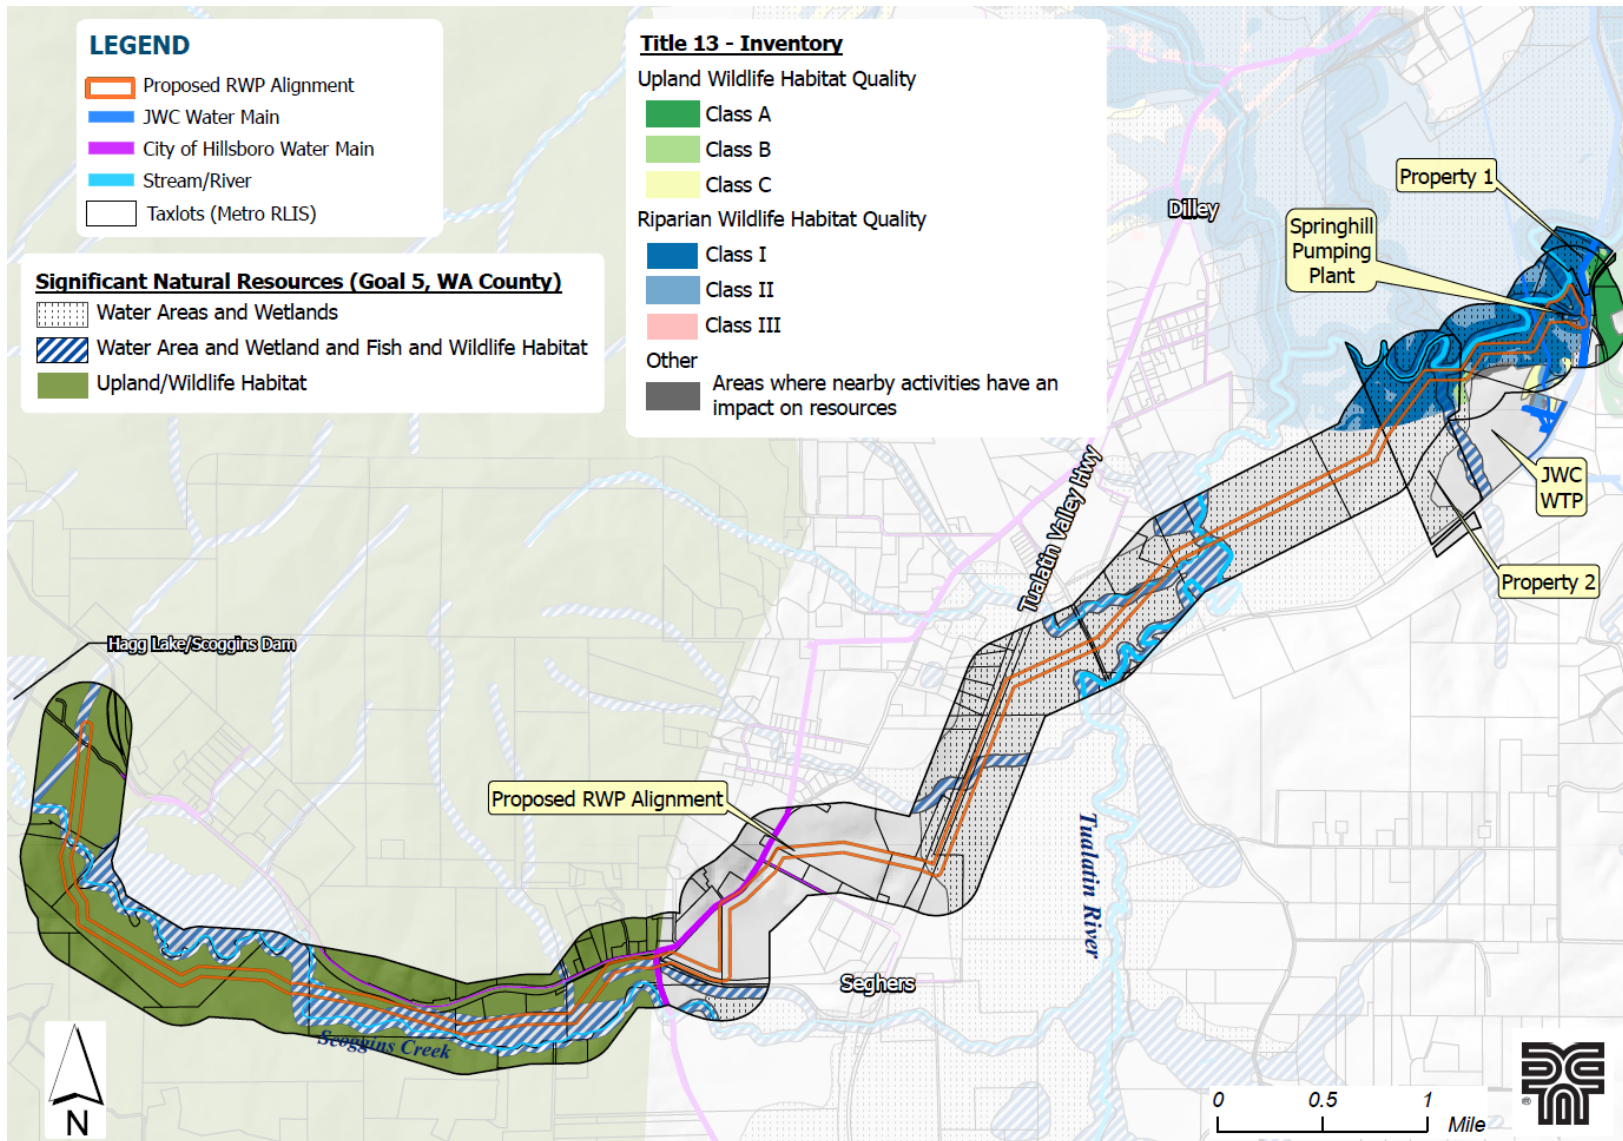 LEGEND
Proposed RWP Alignment
JWC Water Main
City of Hillsboro Water Main
Stream/River
Taxlots (Metro RLIS)
Significant Natural Resources (Goal 5, WA County)
Water Areas and Wetlands
Water Area and Wetland and Fish and Wildlife Habitat
Upland/Wildlife Habitat
Title 13 - Inventory
Upland Wildlife Habitat Quality
Class A
Class B
Class C
Riparian Wildlife Habitat Quality
Class I
Class II
Class III
Other
Areas where nearby activities have an
impact on resources
Dilley
Property 1
Springhill
Pumping
Plant
JWC
WTP
Property 2
Tualatin Valley Hwy
Hagg Lake/Scoggins Dam
Proposed RWP Alignment
Tualatin River
Seghers
Scoggins Creek
N
0 0.5 1
Mile
®